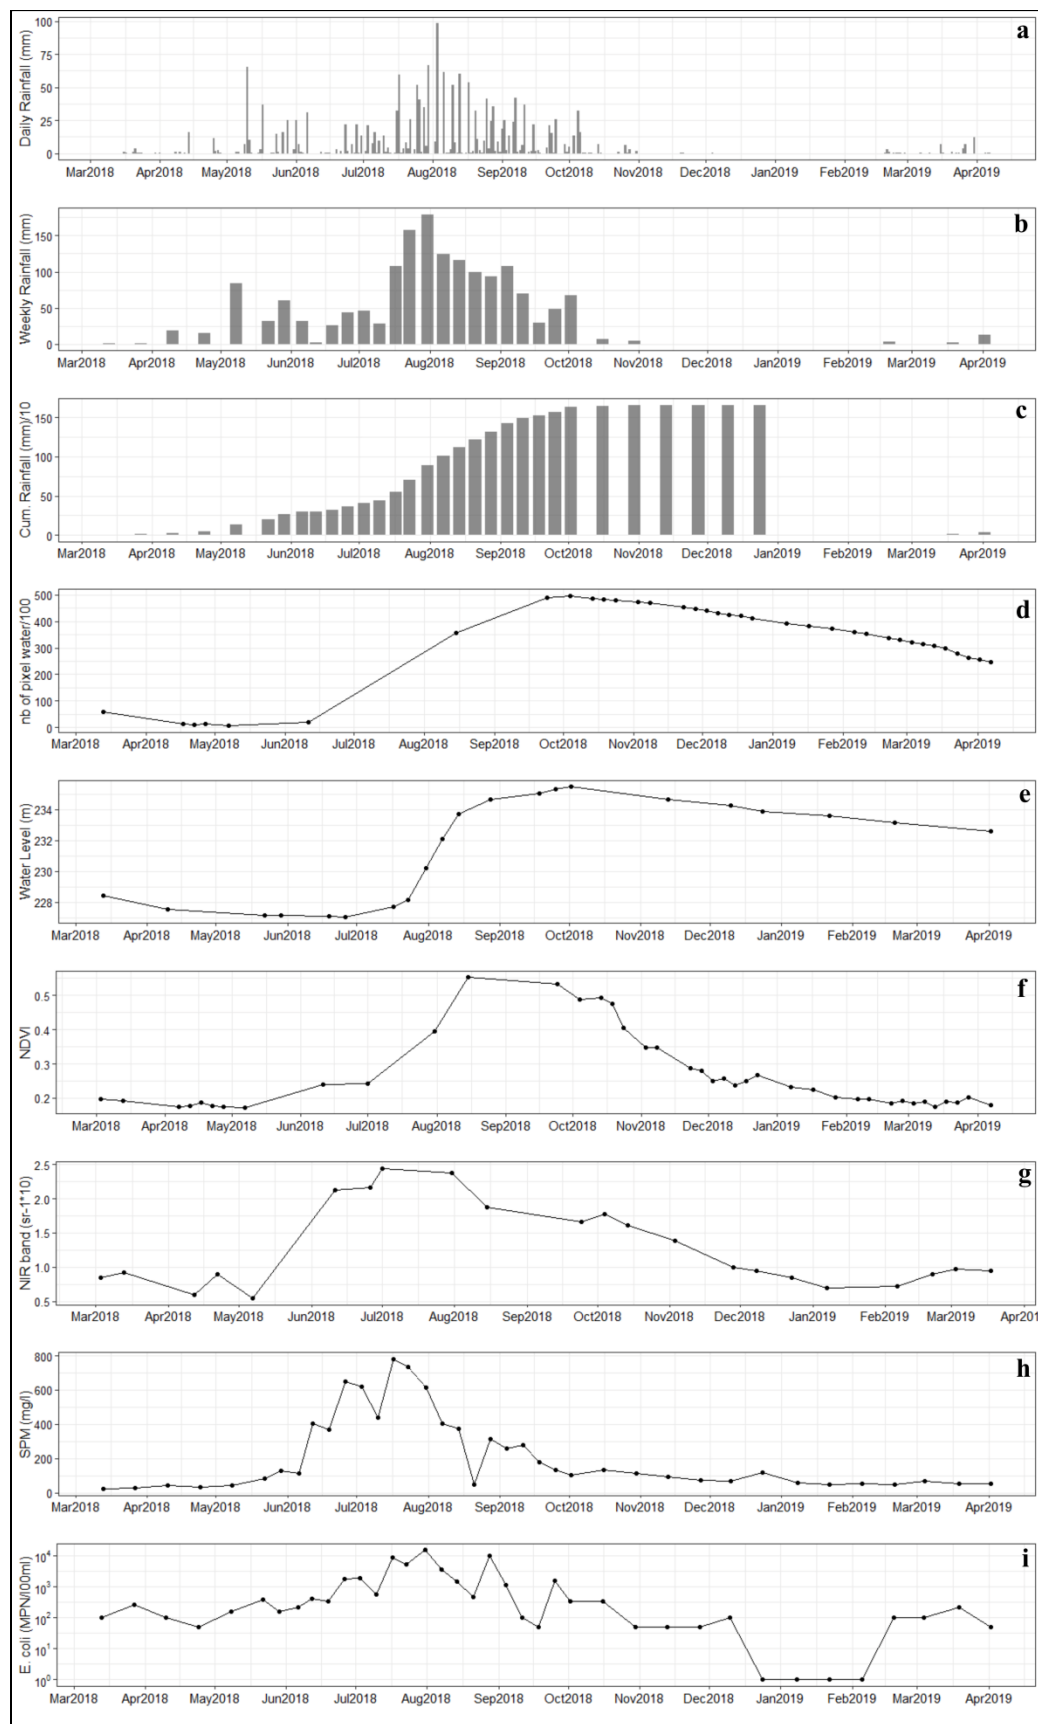 a
Daily Rainfall (mm)
100
75
50
25
0
Mar2018 Apr2018 May2018 Jun2018 Jul2018 Aug2018 Sep2018 Oct2018 Nov2018 Dec2018 Jan2019 Feb2019 Mar2019 Apr2019
b
Weekly Rainfall (mm)
150
100
50
0
Mar2018 Apr2018 May2018 Jun2018 Jul2018 Aug2018 Sep2018 Oct2018 Nov2018 Dec2018 Jan2019 Feb2019 Mar2019 Apr2019
c
Cum. Rainfall (mm)/10
150
100
50
0
Mar2018 Apr2018 May2018 Jun2018 Jul2018 Aug2018 Sep2018 Oct2018 Nov2018 Dec2018 Jan2019 Feb2019 Mar2019 Apr2019
d
nb of pixel water/100
500
400
300
200
100
0
Mar2018 Apr2018 May2018 Jun2018 Jul2018 Aug2018 Sep2018 Oct2018 Nov2018 Dec2018 Jan2019 Feb2019 Mar2019 Apr2019
e
Water Level (m)
234
232
230
228
Mar2018 Apr2018 May2018 Jun2018 Jul2018 Aug2018 Sep2018 Oct2018 Nov2018 Dec2018 Jan2019 Feb2019 Mar2019 Apr2019
f
NDVI
0.5
0.4
0.3
0.2
Mar2018 Apr2018 May2018 Jun2018 Jul2018 Aug2018 Sep2018 Oct2018 Nov2018 Dec2018 Jan2019 Feb2019 Mar2019 Apr2019
g
NIR band (sr-1*10)
2.5
2.0
1.5
1.0
0.5
Mar2018 Apr2018 May2018 Jun2018 Jul2018 Aug2018 Sep2018 Oct2018 Nov2018 Dec2018 Jan2019 Feb2019 Mar2019 Apr201
h
SPM (mg/l)
800
600
400
200
0
Mar2018 Apr2018 May2018 Jun2018 Jul2018 Aug2018 Sep2018 Oct2018 Nov2018 Dec2018 Jan2019 Feb2019 Mar2019 Apr2019
i
E. coli (MPN/100ml)
10⁴
10³
10²
10¹
10⁰
Mar2018 Apr2018 May2018 Jun2018 Jul2018 Aug2018 Sep2018 Oct2018 Nov2018 Dec2018 Jan2019 Feb2019 Mar2019 Apr2019